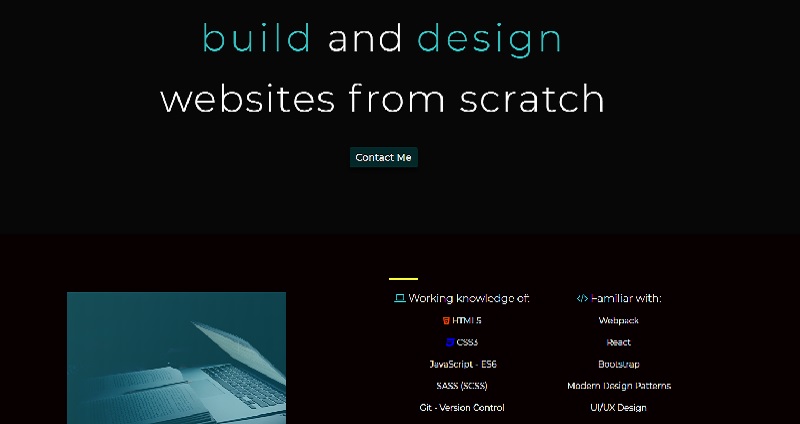 build and design
websites from scratch
Contact Me
Working knowledge of:
HTML5
CSS3
JavaScript - ES6
SASS (SCSS)
Git - Version Control
Familiar with:
Webpack
React
Bootstrap
Modern Design Patterns
UI/UX Design